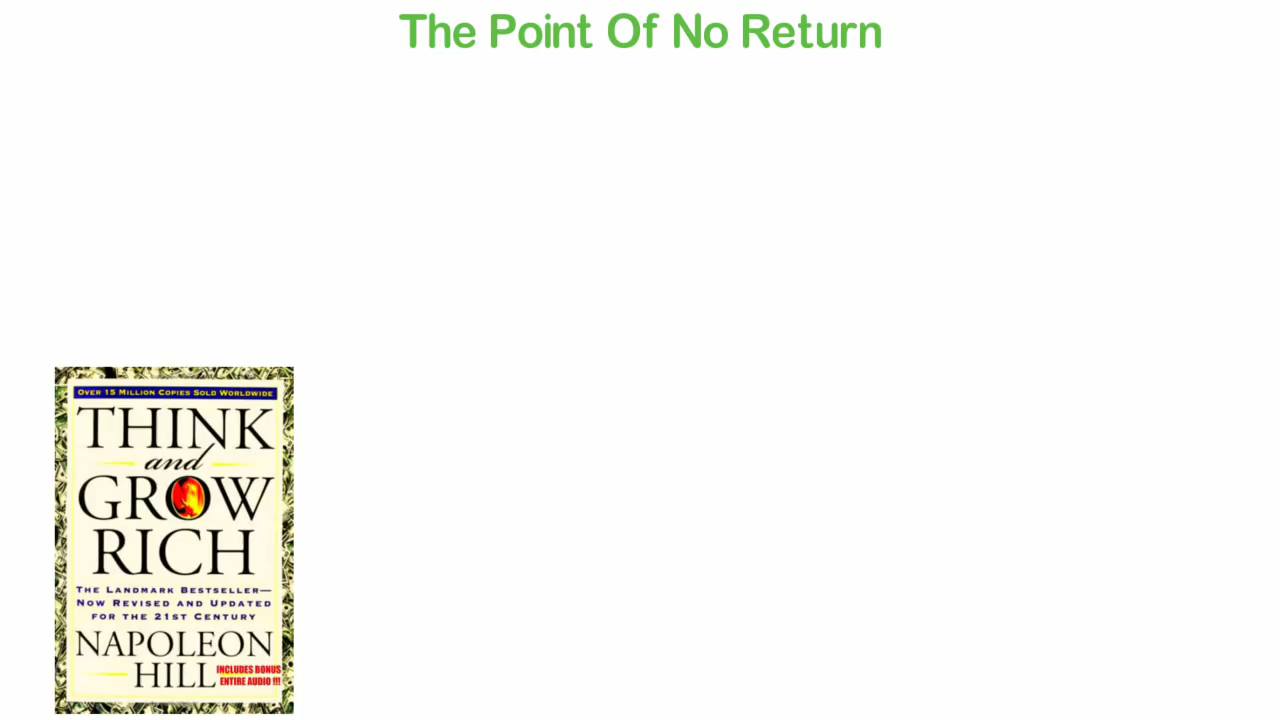 The Point Of No Return
OVER 15 MILLION COPIES SOLD WORLDWIDE
THINK
and
GROW
RICH
THE LANDMARK BESTSELLER—
NOW REVISED AND UPDATED
FOR THE 21ST CENTURY
NAPOLEON
HILL
INCLUDES BONUS
ENTIRE AUDIO !!!